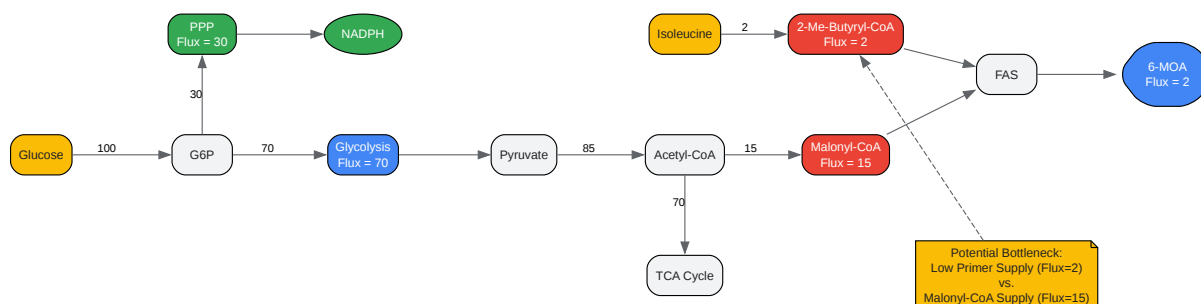 PPP
Flux = 30
NADPH
Isoleucine
2
2-Me-Butyryl-CoA
Flux = 2
FAS
6-MOA
Flux = 2
30
Glucose
100
G6P
70
Glycolysis
Flux = 70
Pyruvate
85
Acetyl-CoA
15
Malonyl-CoA
Flux = 15
70
TCA Cycle
Potential Bottleneck:
Low Primer Supply (Flux=2)
vs.
Malonyl-CoA Supply (Flux=15)